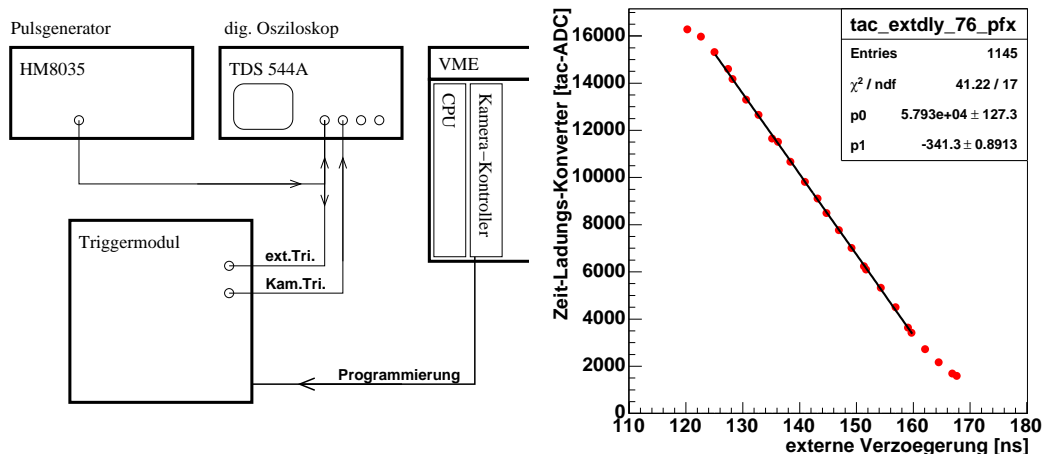 Pulsgenerator
HM8035
dig. Osziloskop
TDS 544A
VME
CPU
Kamera−Kontroller
Triggermodul
ext.Tri.
Kam.Tri.
Programmierung
tac_extdly_76_pfx
Entries 1145
χ² / ndf 41.22 / 17
p0 5.793e+04 ± 127.3
p1 -341.3 ± 0.8913
Zeit-Ladungs-Konverter [tac-ADC]
16000
14000
12000
10000
8000
6000
4000
2000
0
110 120 130 140 150 160 170 180
externe Verzoegerung [ns]